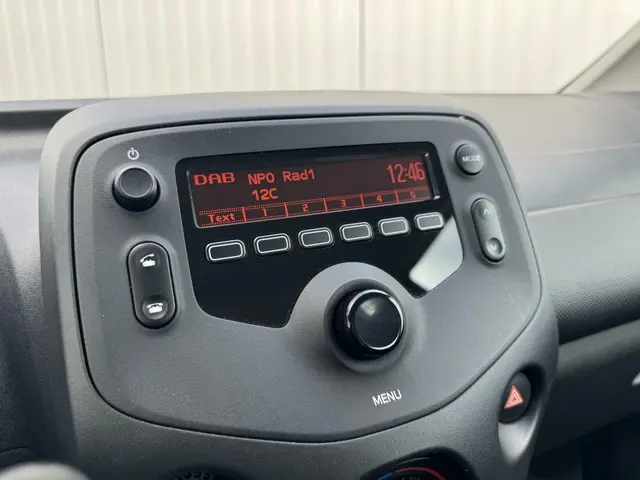 DAB NPO Rad1 12:46
12C
Text 1 2 3 4 5
MODE
MENU